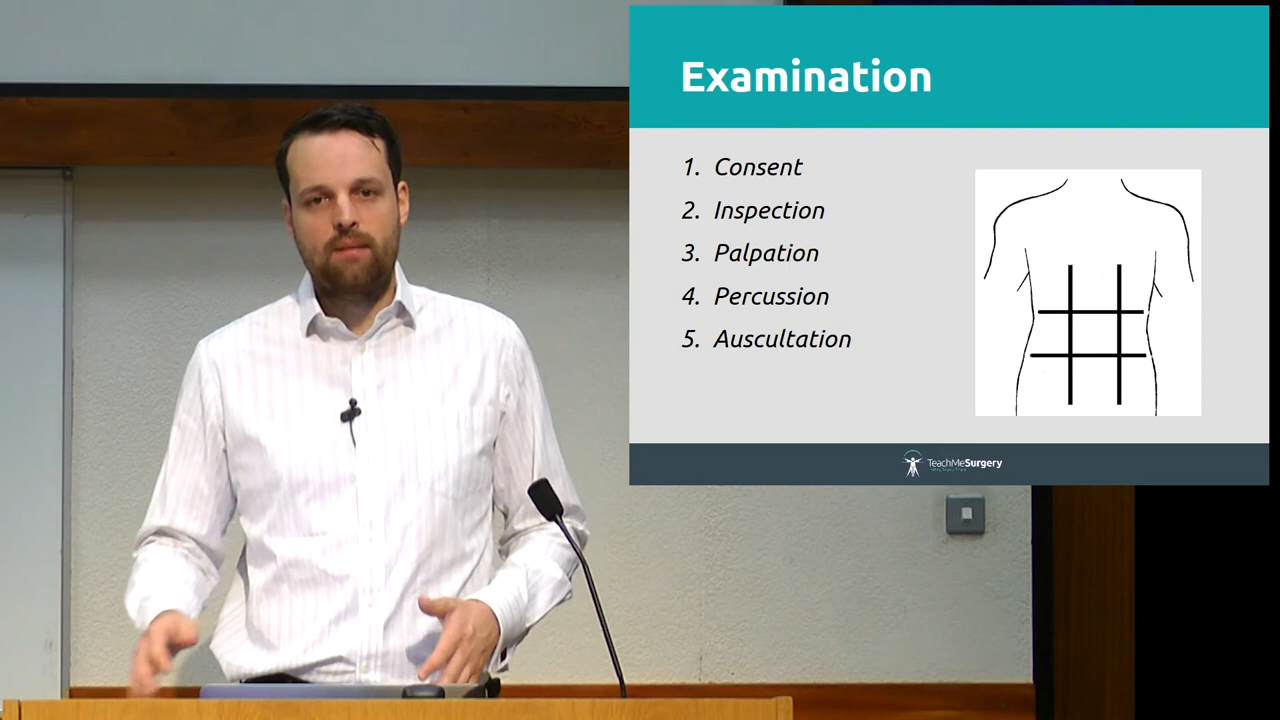 Examination
1. Consent
2. Inspection
3. Palpation
4. Percussion
5. Auscultation
TeachMeSurgery